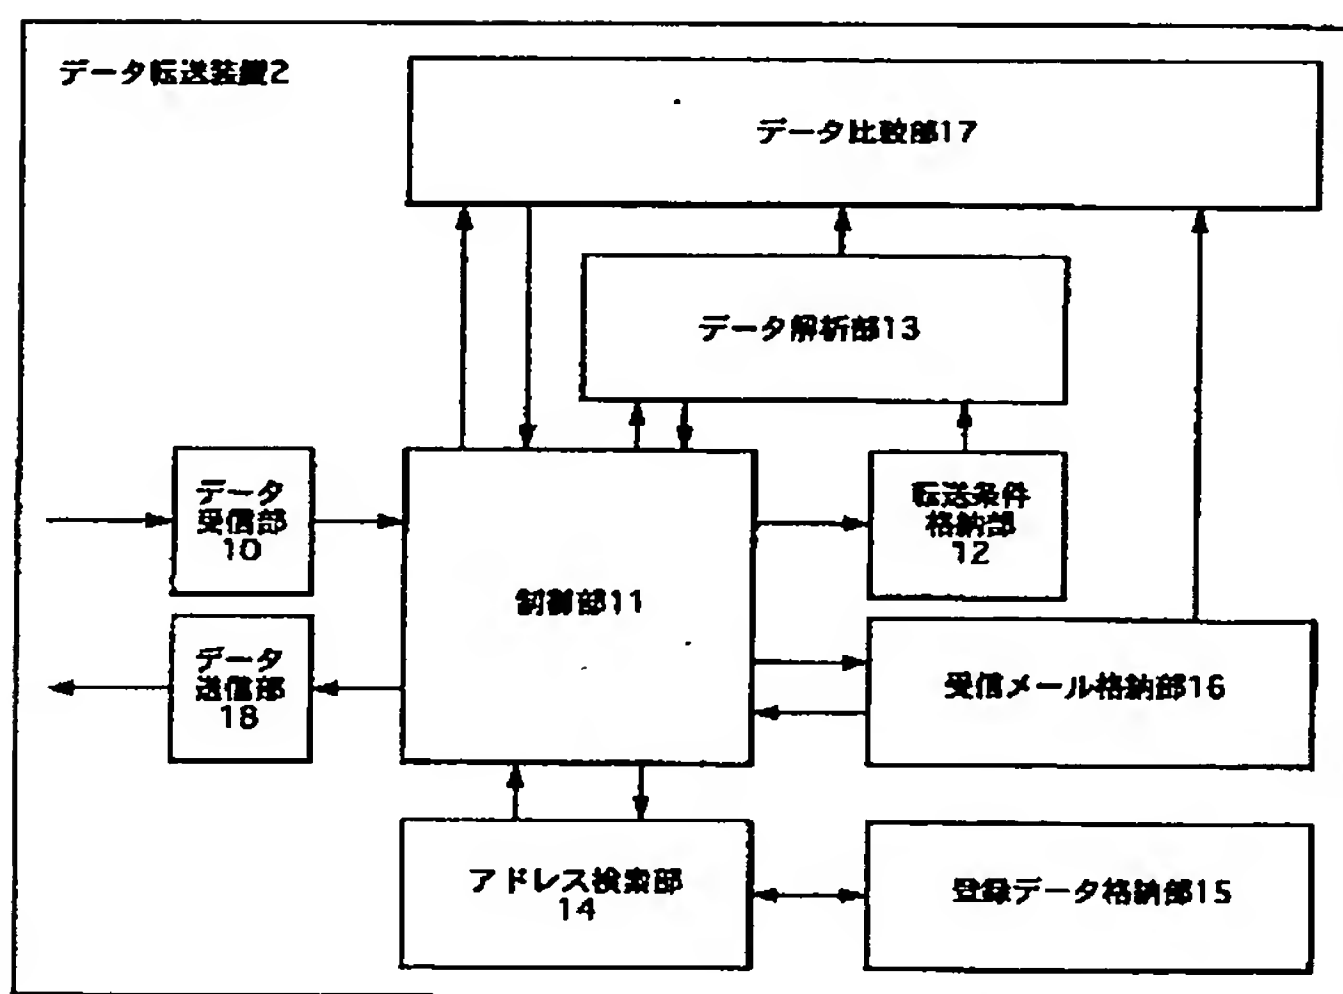 データ転送装置2
データ比較部17
データ解析部13
データ
受信部
10
転送条件
格納部
12
制御部11
データ
送信部
18
受信メール格納部16
アドレス検索部
14
登録データ格納部15